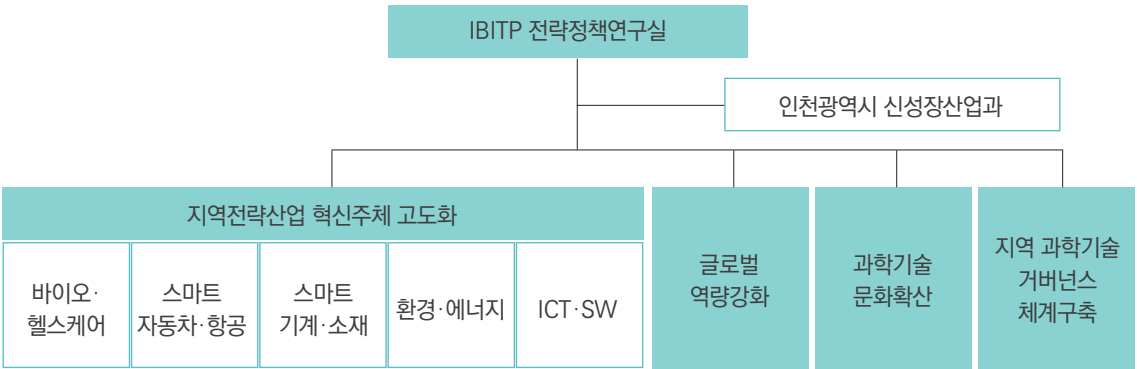 IBITP 전략정책연구실
인천광역시 신성장산업과
지역전략산업 혁신주체 고도화
바이오·
헬스케어
스마트
자동차·항공
스마트
기계·소재
환경·에너지
ICT·SW
글로벌
역량강화
과학기술
문화확산
지역 과학기술
거버넌스
체계구축